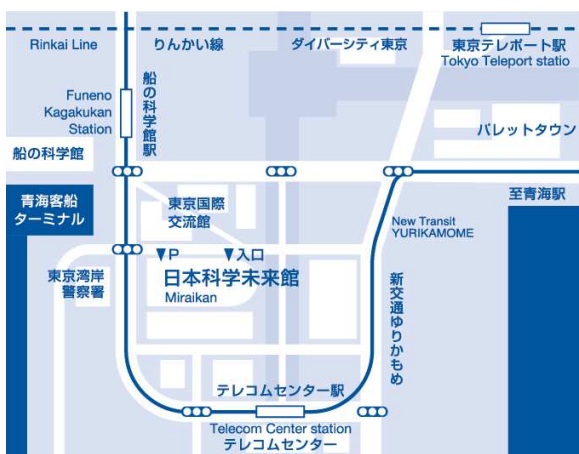 Rinkai Line
りんかい線
ダイバーシティ東京
東京テレポート駅
Tokyo Teleport statio
Funeno
Kagakukan
Station
船の科学館駅
パレットタウン
船の科学館
青海客船
ターミナル
東京国際
交流館
至青海駅
New Transit
YURIKAMOME
P
入口
日本科学未来館
Miraikan
東京湾岸
警察署
新交通ゆりかもめ
テレコムセンター駅
Telecom Center station
テレコムセンター